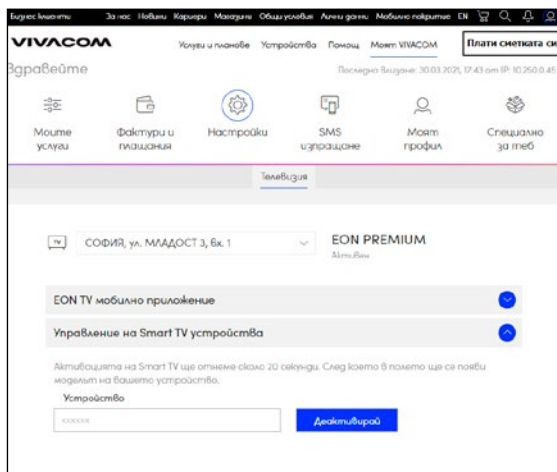 Бизнес клиенти За нас Новини Кариери Магазини Общи условия Лични данни Мобилно покритие EN
VIVACOM Услуги и планове Устройства Помощ Моят VIVACOM Плати сметката си
Здравейте Последно влизане: 30.03.2021, 17:43 от IP: 10.250.0.45
Моите услуги
Фактури и плащания
Настройки
SMS изпращане
Моят профил
Специално за теб
Телевизия
TV СОФИЯ, ул. МЛАДОСТ 3, вх. 1 EON PREMIUM
Активен
EON TV мобилно приложение
Управление на Smart TV устройства
Активацията на Smart TV ще отнеме около 20 секунди. След което в полето ще се появи
моделът на вашето устройство.
Устройство
xxxxxx Деактивирай